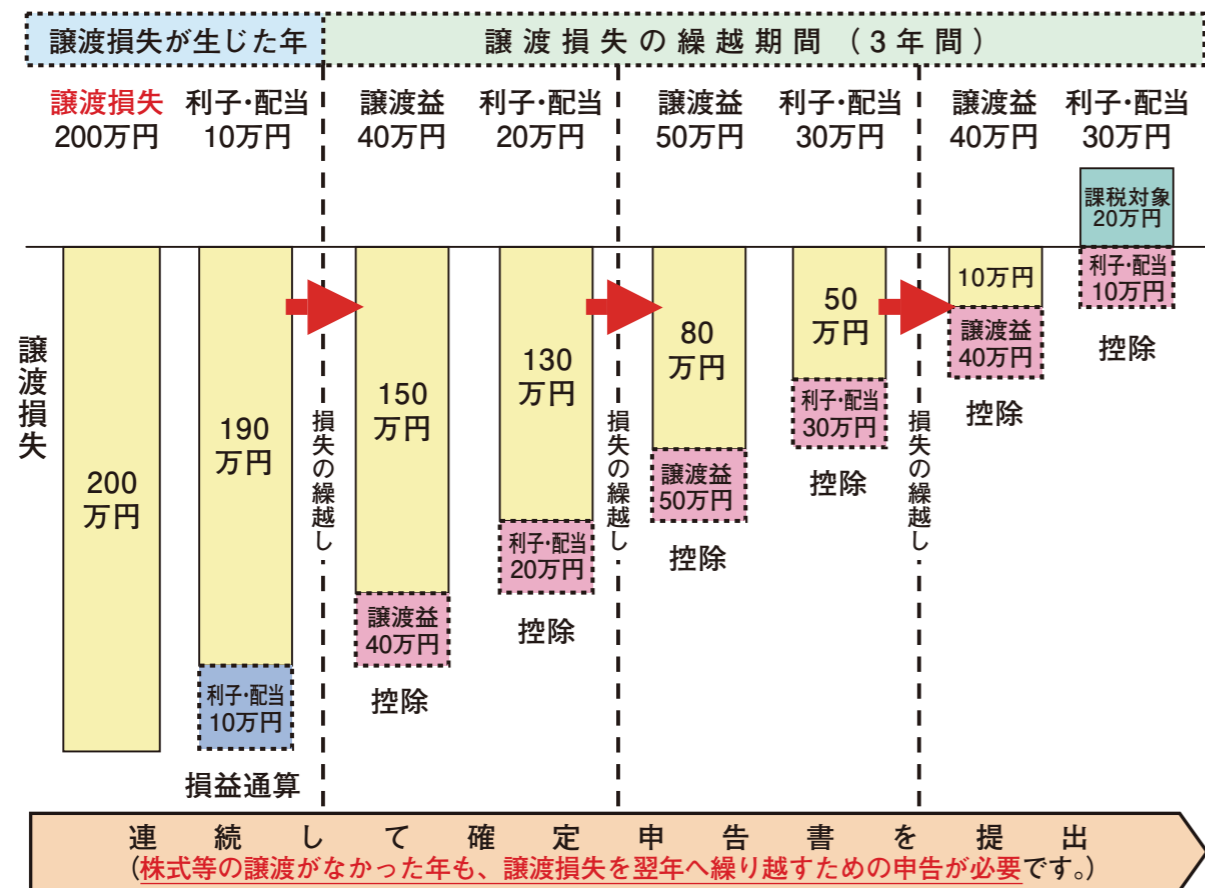 譲渡損失が生じた年
譲渡損失の繰越期間(3年間)
譲渡損失
200万円
利子・配当
10万円
譲渡益
40万円
利子・配当
20万円
譲渡益
50万円
利子・配当
30万円
譲渡益
40万円
利子・配当
30万円
譲渡損失
200
万円
190
万円
利子・配当
10万円
損益通算
損失の繰越し
150
万円
譲渡益
40万円
控除
130
万円
利子・配当
20万円
控除
損失の繰越し
80
万円
譲渡益
50万円
控除
50
万円
利子・配当
30万円
控除
損失の繰越し
10万円
譲渡益
40万円
控除
課税対象
20万円
利子・配当
10万円
控除
連続して確定申告書を提出
(株式等の譲渡がなかった年も、譲渡損失を翌年へ繰り越すための申告が必要です。)